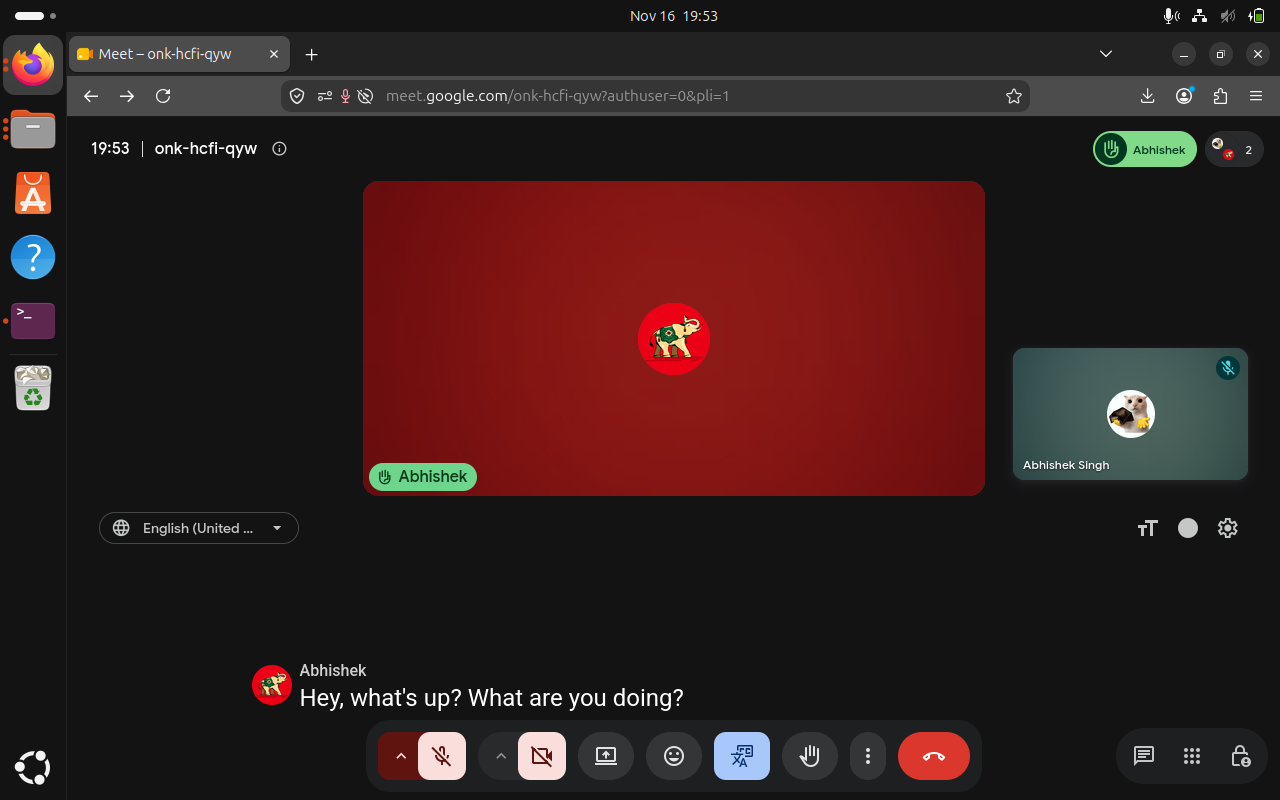 Nov 16 19:53
Meet – onk-hcfi-qyw
meet.google.com/onk-hcfi-qyw?authuser=0&pli=1
19:53 | onk-hcfi-qyw
Abhishek
2
Abhishek
Abhishek Singh
English (United ...
Abhishek
Hey, what's up? What are you doing?